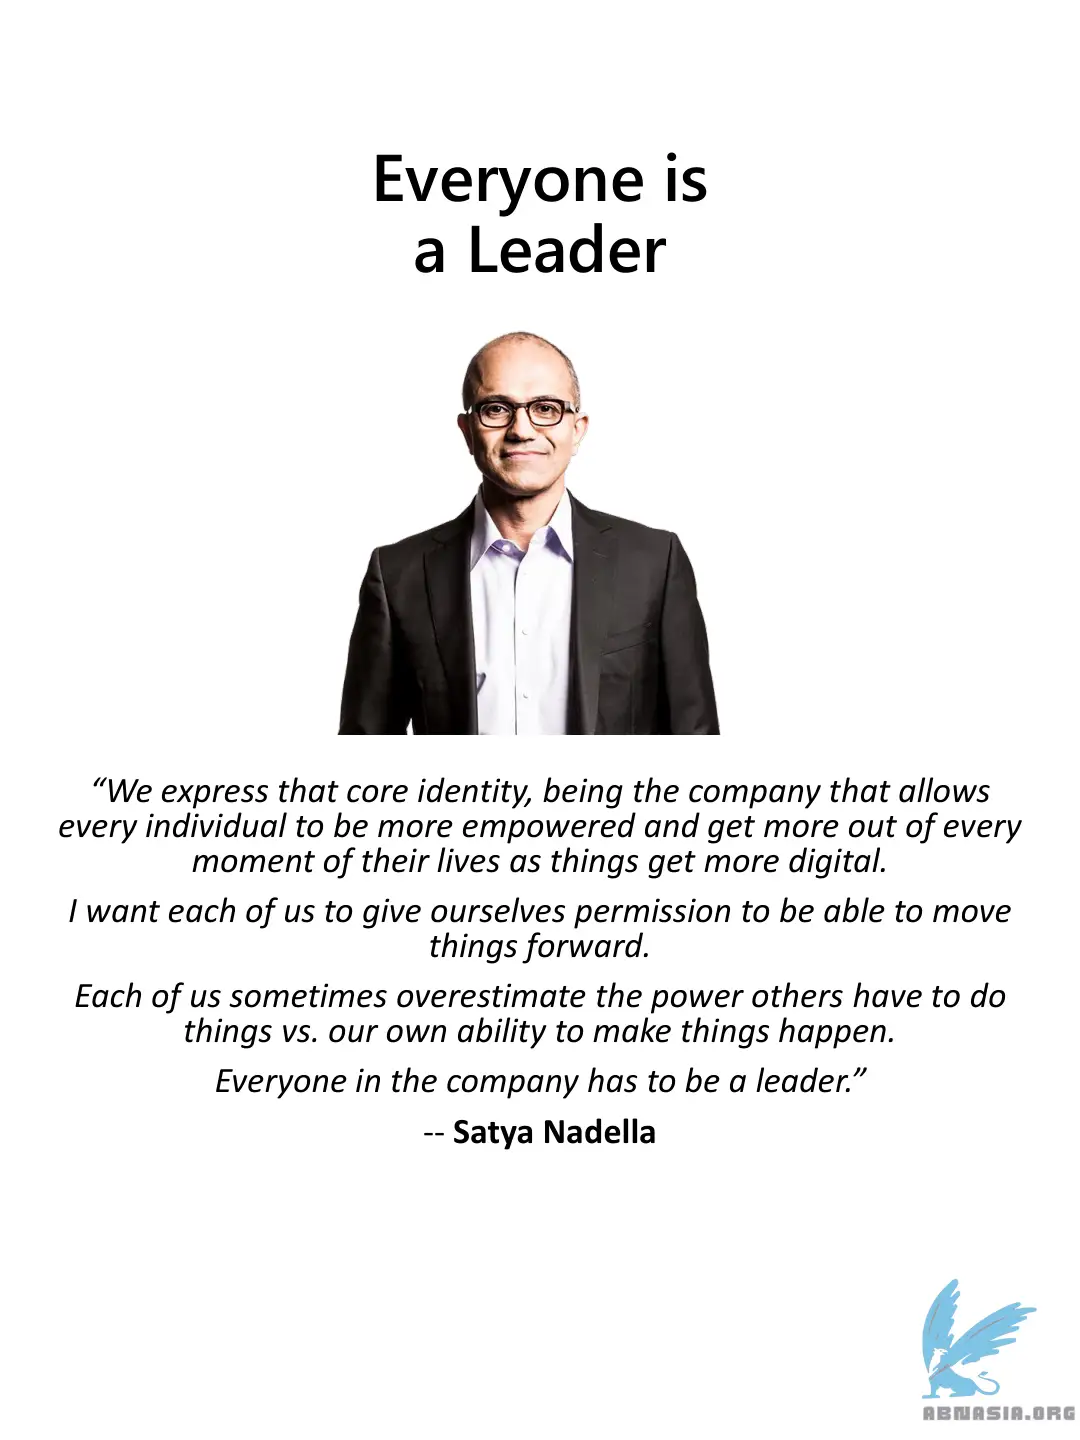 Everyone is
a Leader
“We express that core identity, being the company that allows
every individual to be more empowered and get more out of every
moment of their lives as things get more digital.
I want each of us to give ourselves permission to be able to move
things forward.
Each of us sometimes overestimate the power others have to do
things vs. our own ability to make things happen.
Everyone in the company has to be a leader.”
-- Satya Nadella
ABNASIA.ORG